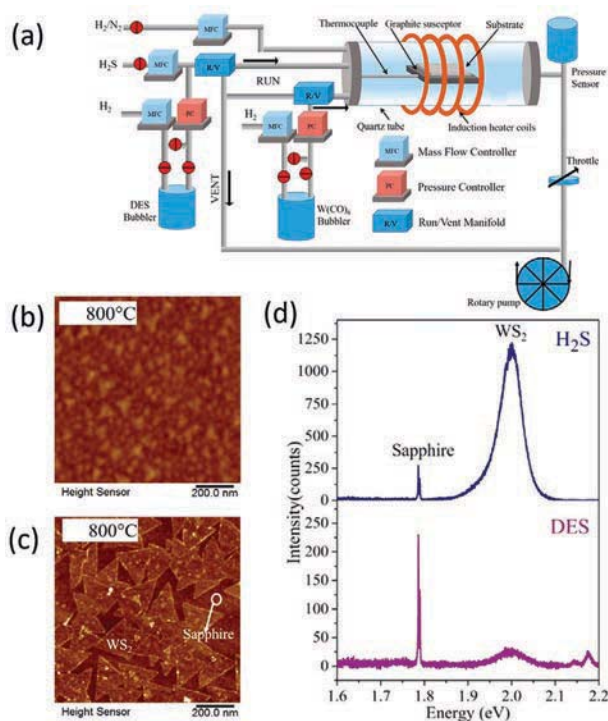 (a)
H₂/N₂
MFC
Thermocouple
Graphite susceptor
Substrate
H₂S
MFC
R/V
RUN
Pressure
Sensor
H₂
MFC
PC
R/V
H₂
MFC
PC
Quartz tube
Induction heater coils
MFC
Mass Flow Controller
PC
Pressure Controller
R/V
Run/Vent Manifold
Throttle
VENT
DES
Bubbler
W(CO)₆
Bubbler
Rotary pump
(b)
800°C
200.0 nm
Height Sensor
(c)
800°C
Sapphire
WS₂
200.0 nm
Height Sensor
(d)
WS₂
H₂S
Sapphire
DES
Intensity(counts)
1250
1000
750
500
250
0
250
200
150
100
50
0
1.6
1.7
1.8
1.9
2.0
2.1
2.2
Energy (eV)